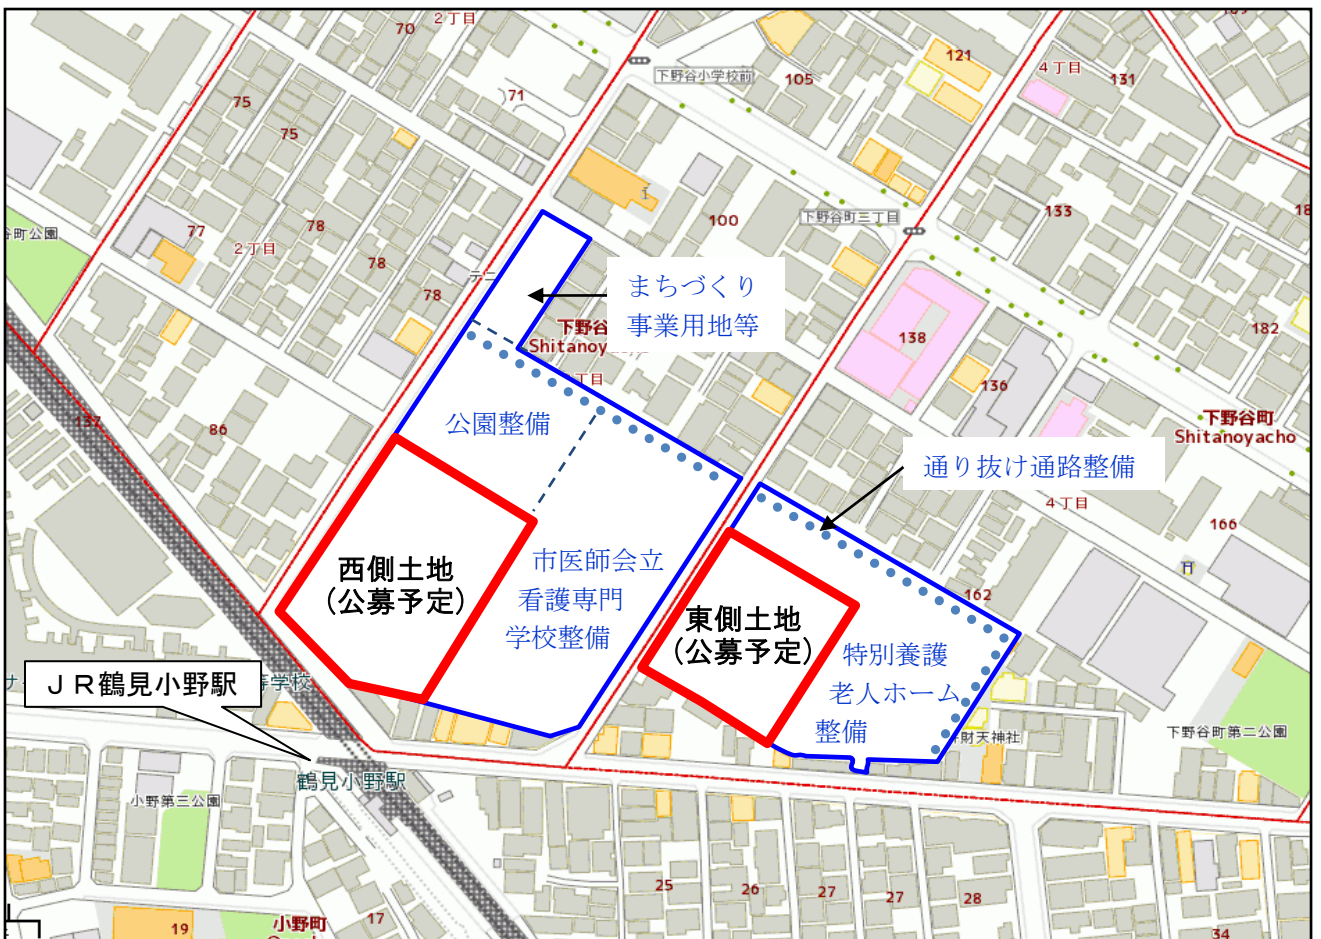 70
2丁目
75
71
下野谷小学校前
105
121
4丁目
131
75
77
2丁目
78
78
78
谷町公園
100
下野谷町三丁目
133
まちづくり
事業用地等
下野谷
Shitanoy
丁目
138
136
182
下野谷町
Shitanoyacho
4丁目
166
162
137
86
公園整備
通り抜け通路整備
西側土地
(公募予定)
市医師会立
看護専門
学校整備
東側土地
(公募予定)
特別養護
老人ホーム
整備
JR鶴見小野駅
等学校
鶴見小野駅
財天神社
下野谷町第二公園
小野第三公園
25
26
27
27
28
34
17
19
小野町